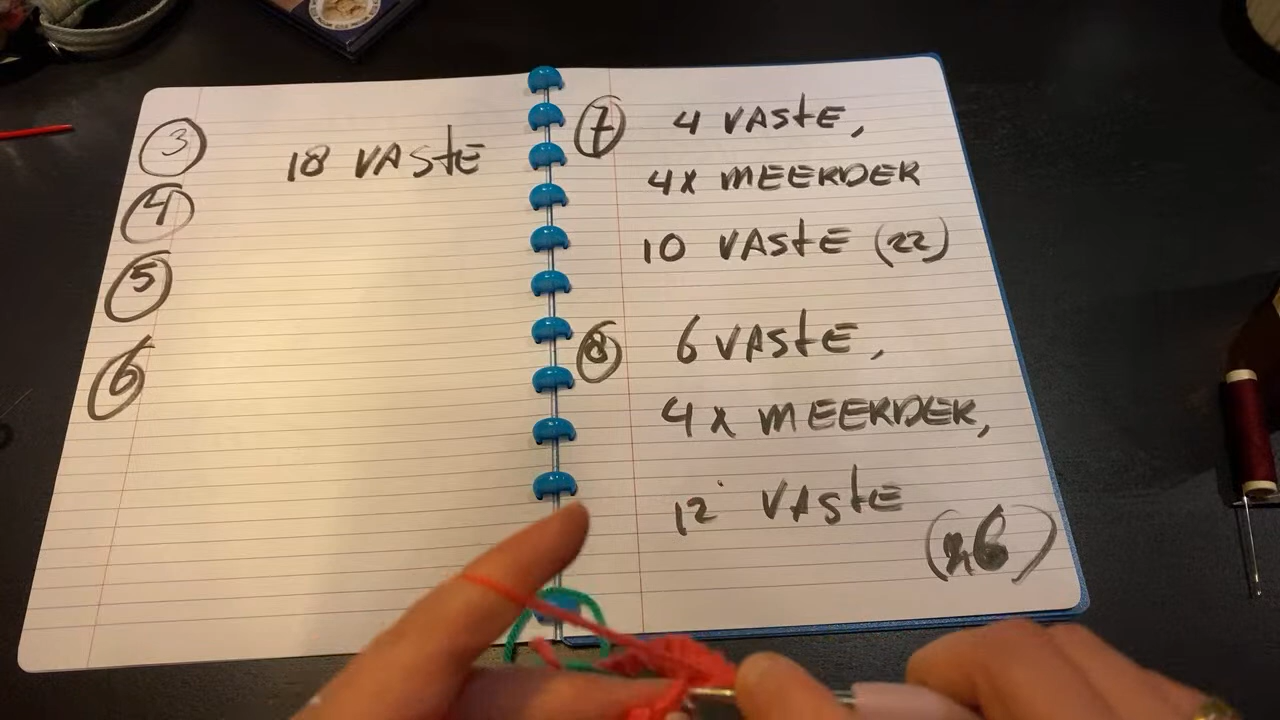 3
18 VASTE
4
5
6
7 4 VASTE,
4X MEERDER
10 VASTE (22)
8 6 VASTE,
4X MEERDER,
12 VASTE
(26)